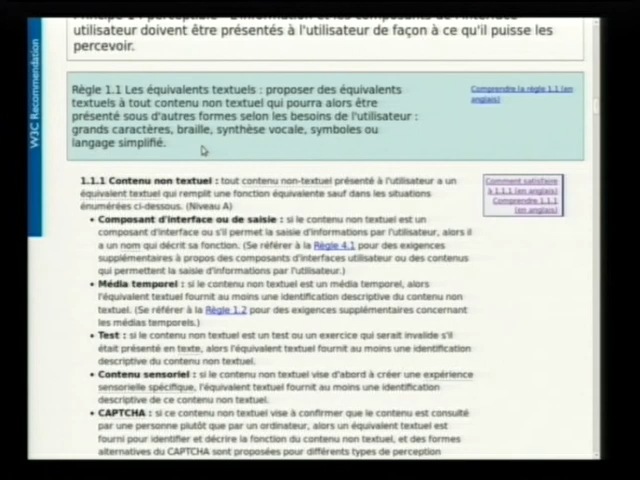 Principe 1 : perceptible - L'information et les composants de l'interface
utilisateur doivent être présentés à l'utilisateur de façon à ce qu'il puisse les
percevoir.
W3C Recommendation
Règle 1.1 Les équivalents textuels : proposer des équivalents
textuels à tout contenu non textuel qui pourra alors être
présenté sous d'autres formes selon les besoins de l'utilisateur :
grands caractères, braille, synthèse vocale, symboles ou
langage simplifié.
Comprendre la règle 1.1 (en
anglais)
1.1.1 Contenu non textuel : tout contenu non-textuel présenté à l'utilisateur a un
équivalent textuel qui remplit une fonction équivalente sauf dans les situations
énumérées ci-dessous. (Niveau A)
Comment satisfaire
à 1.1.1 (en anglais)
Comprendre 1.1.1
(en anglais)
• Composant d'interface ou de saisie : si le contenu non textuel est un
composant d'interface ou s'il permet la saisie d'informations par l'utilisateur, alors il
a un nom qui décrit sa fonction. (Se référer à la Règle 4.1 pour des exigences
supplémentaires à propos des composants d'interfaces utilisateur ou des contenus
qui permettent la saisie d'informations par l'utilisateur.)
• Média temporel : si le contenu non textuel est un média temporel, alors
l'équivalent textuel fournit au moins une identification descriptive du contenu non
textuel. (Se référer à la Règle 1.2 pour des exigences supplémentaires concernant
les médias temporels.)
• Test : si le contenu non textuel est un test ou un exercice qui serait invalide s'il
était présenté en texte, alors l'équivalent textuel fournit au moins une identification
descriptive du contenu non textuel.
• Contenu sensoriel : si le contenu non textuel vise d'abord à créer une expérience
sensorielle spécifique, l'équivalent textuel fournit au moins une identification
descriptive de ce contenu non textuel.
• CAPTCHA : si ce contenu non textuel vise à confirmer que le contenu est consulté
par une personne plutôt que par un ordinateur, alors un équivalent textuel est
fourni pour identifier et décrire la fonction du contenu non textuel, et des formes
alternatives du CAPTCHA sont proposées pour différents types de perception